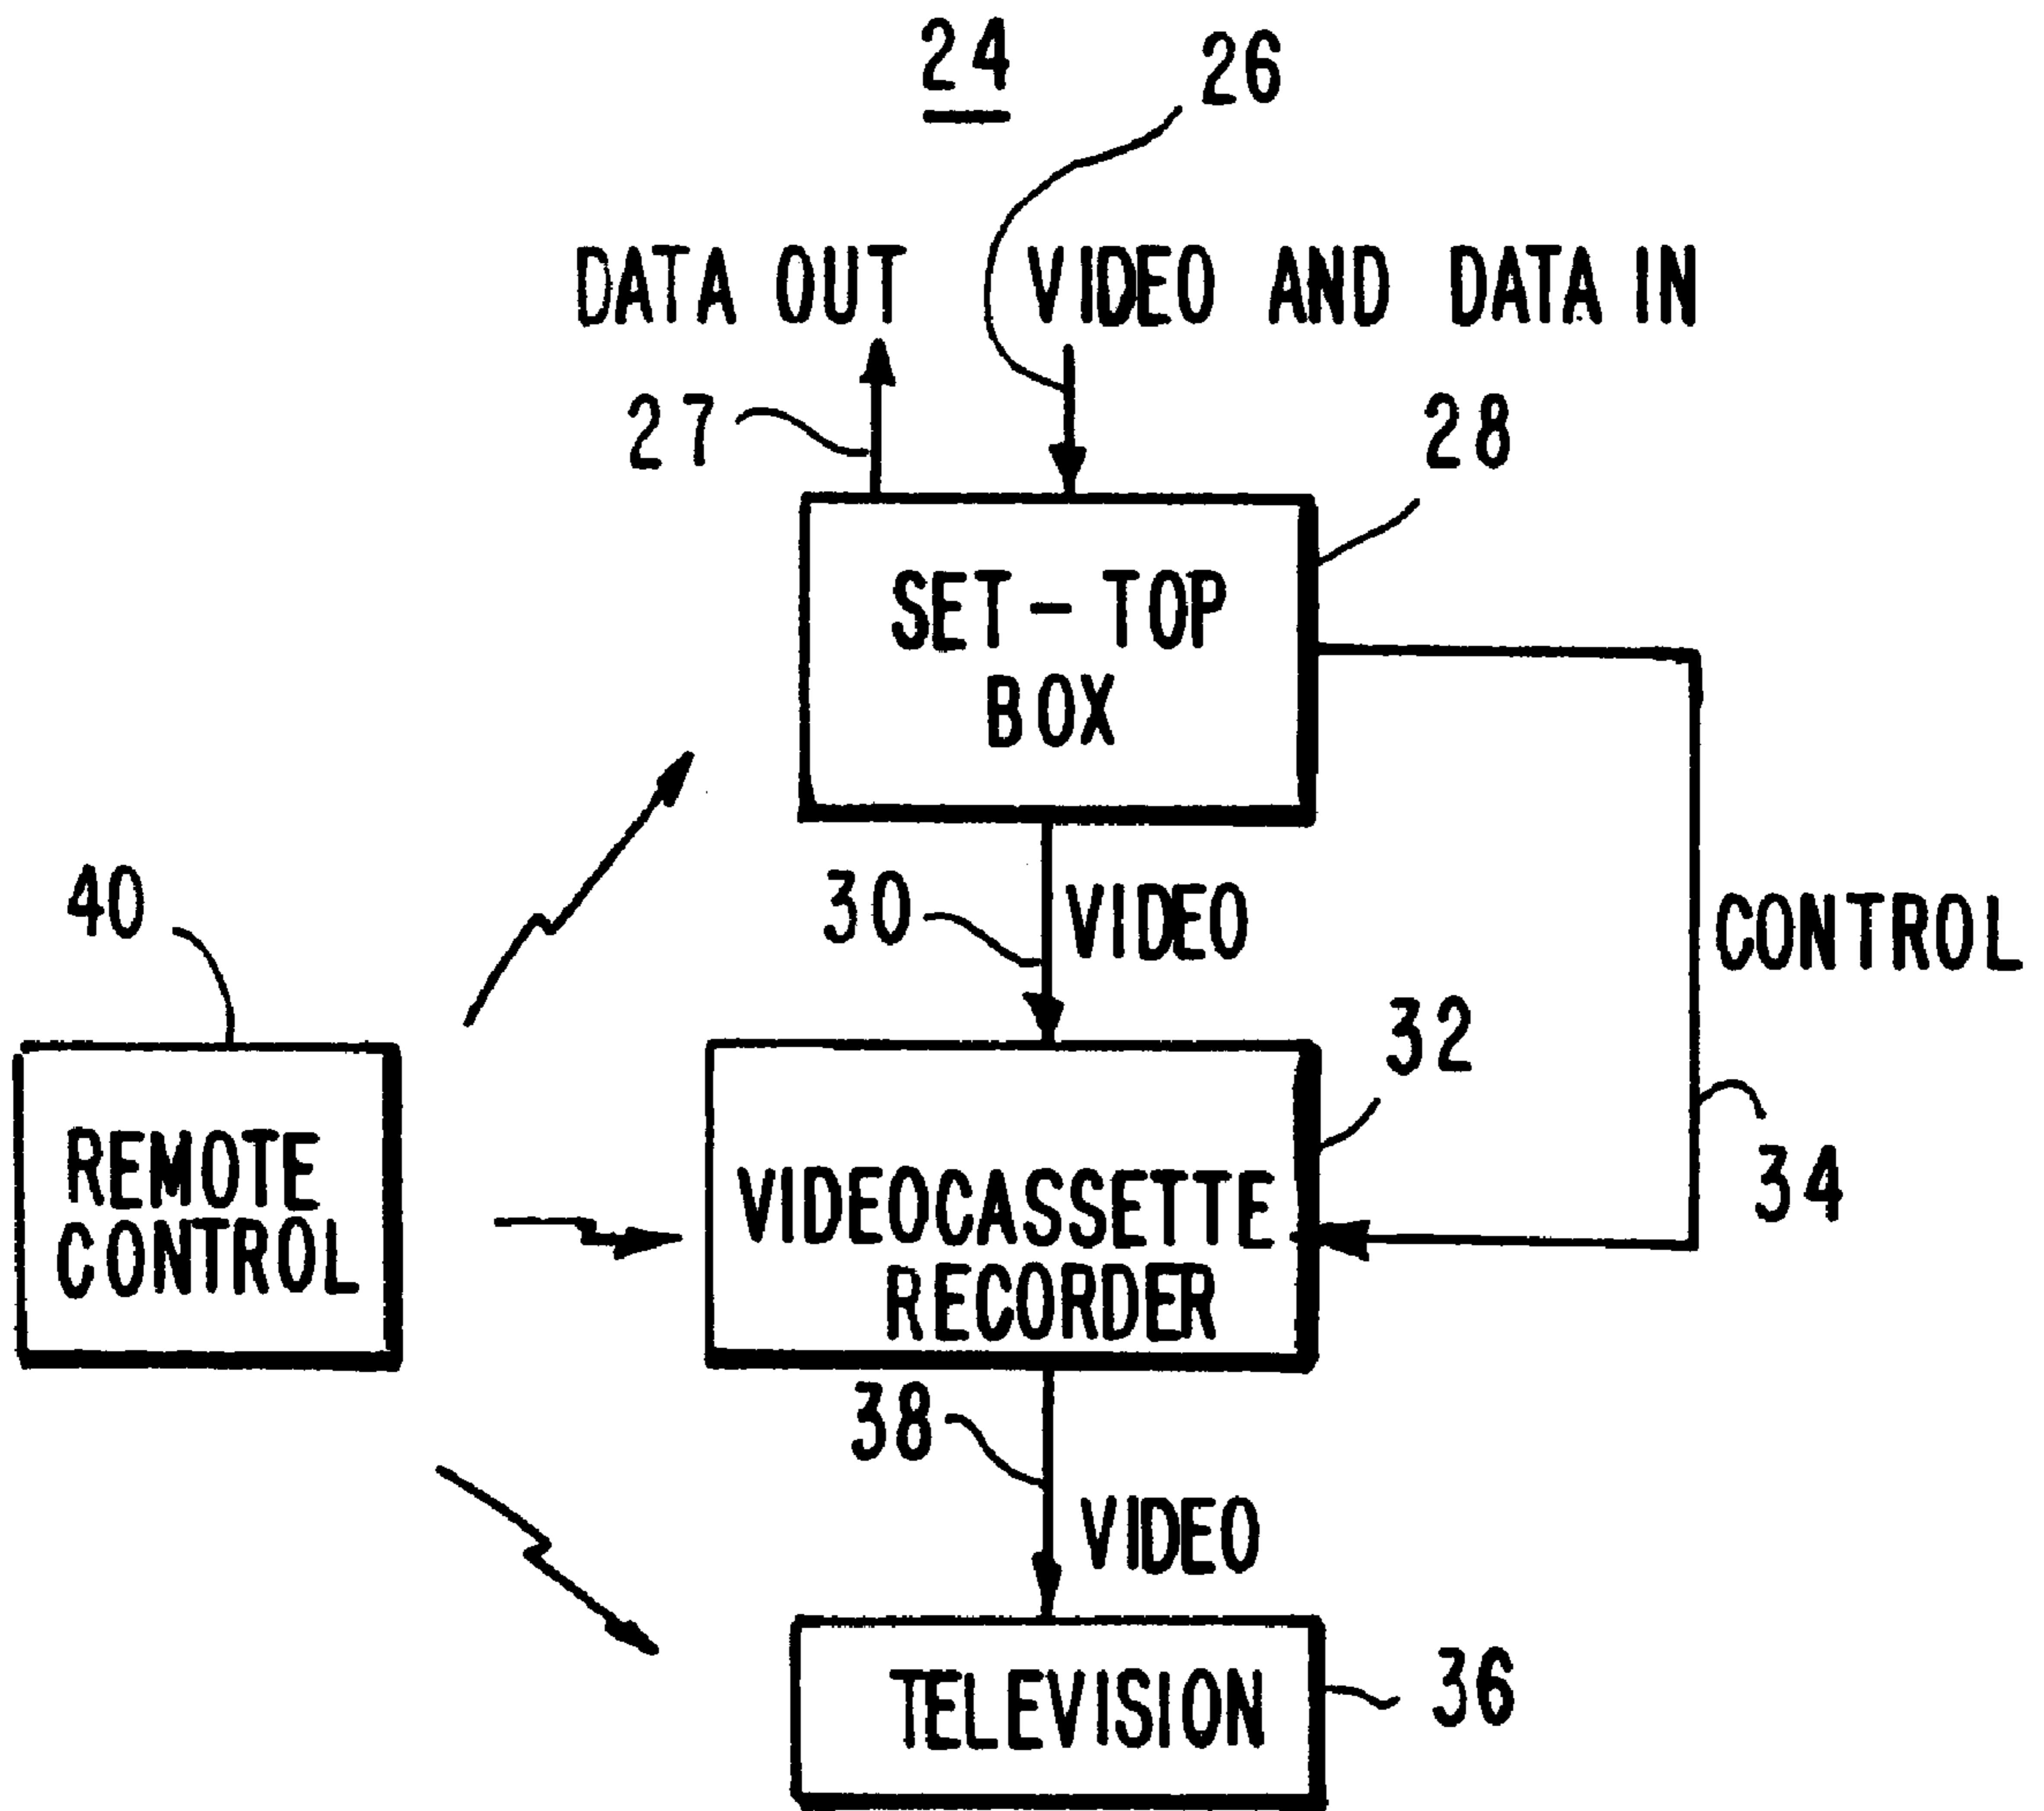 24
26
DATA OUT
VIDEO AND DATA IN
27
28
SET-TOP
BOX
40
30
VIDEO
CONTROL
32
REMOTE
CONTROL
VIDEOCASSETTE
RECORDER
34
38
VIDEO
TELEVISION
36